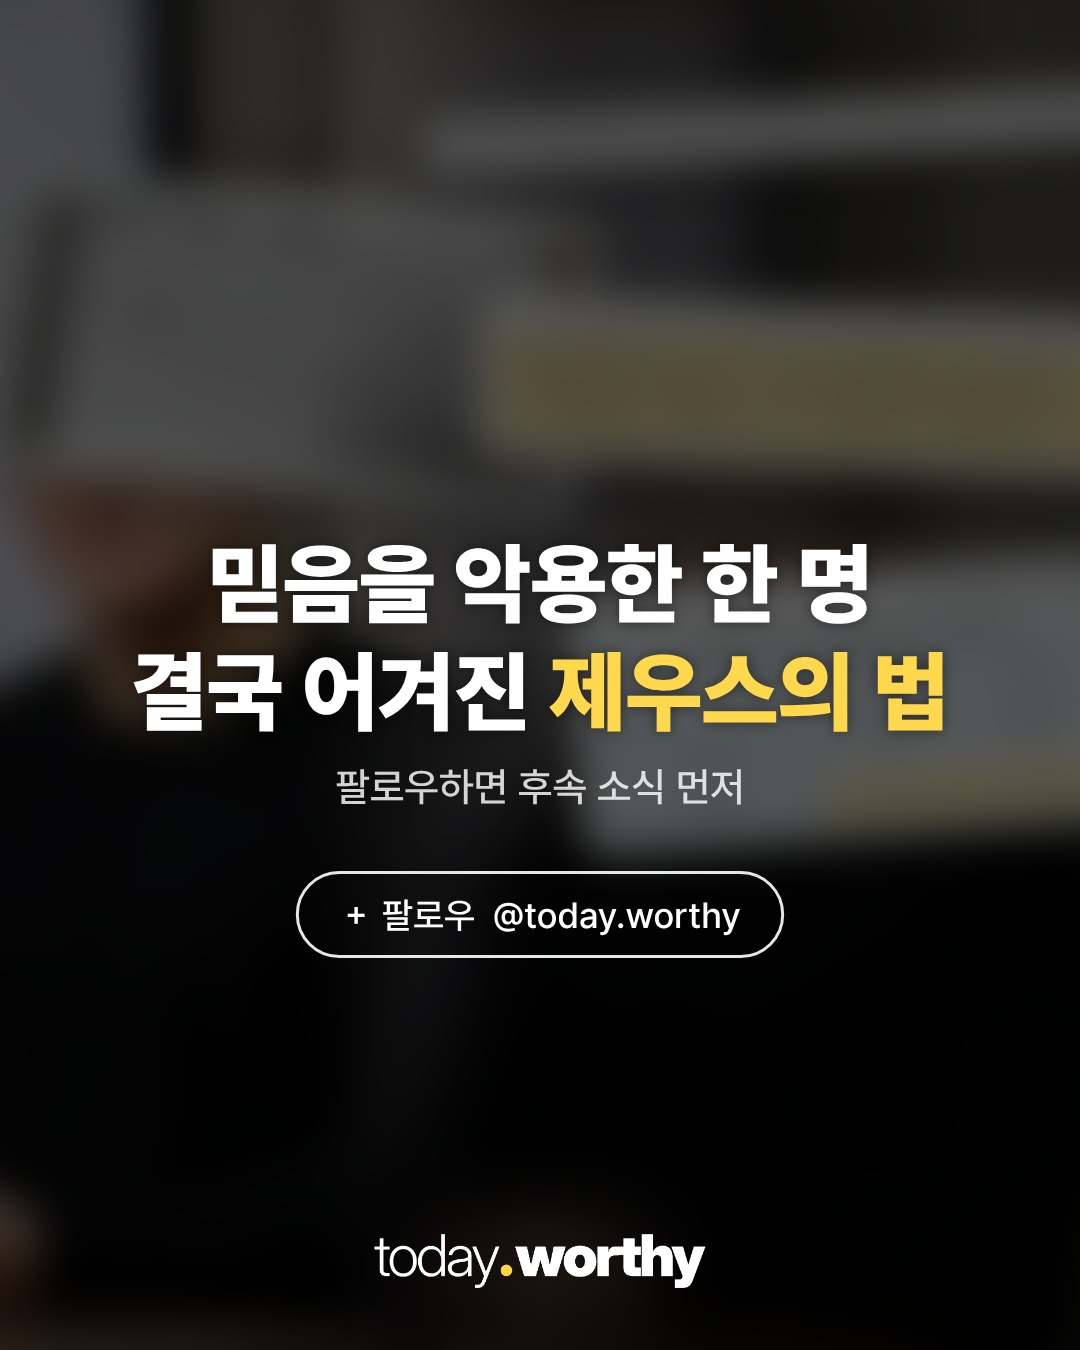 믿음을 악용한 한 명
결국 어겨진 제우스의 법
팔로우하면 후속 소식 먼저
+ 팔로우 @today.worthy
today.worthy